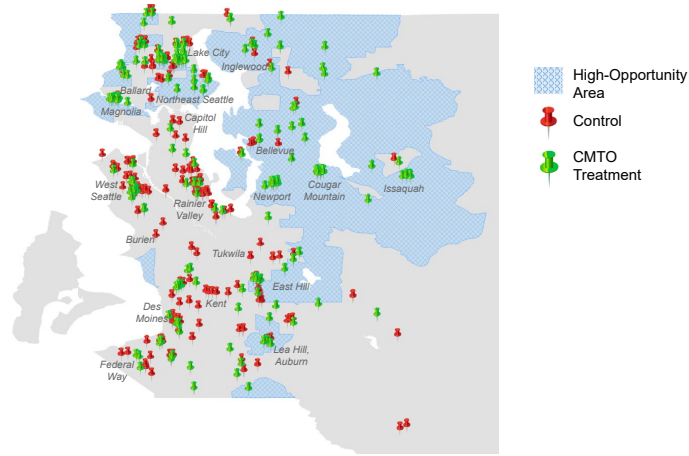 Lake City
Inglewood
Ballard
Northeast Seattle
Magnolia
Capitol
Hill
Bellevue
West
Seattle
Rainier
Valley
Newport
Cougar
Mountain
Issaquah
Burien
Tukwila
East Hill
Kent
Des
Moines
Lea Hill,
Auburn
Federal
Way
High-Opportunity
Area
Control
CMTO
Treatment